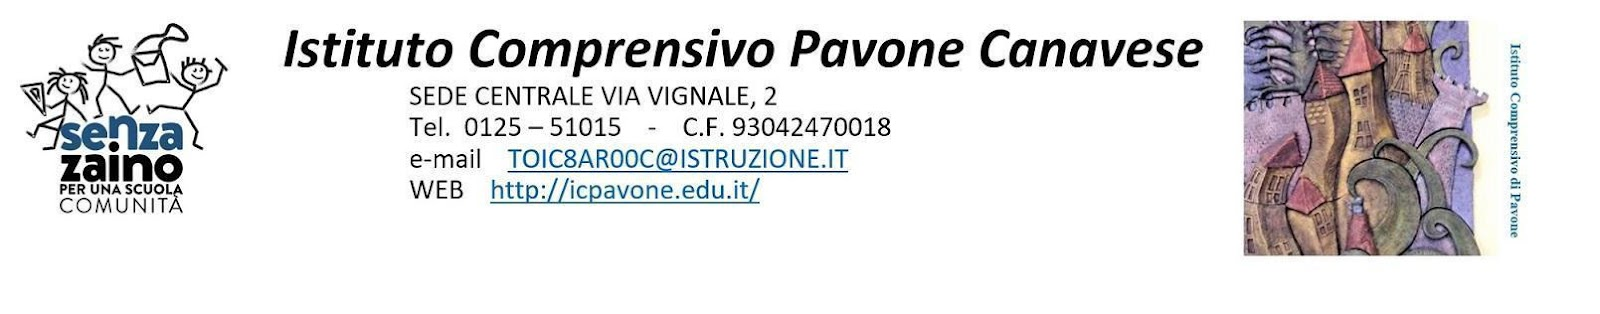 senza
zaino
PER UNA SCUOLA
COMUNITÀ
Istituto Comprensivo Pavone Canavese
SEDE CENTRALE VIA VIGNALE, 2
Tel. 0125 – 51015 - C.F. 93042470018
e-mail TOIC8AR00C@ISTRUZIONE.IT
WEB http://icpavone.edu.it/
Istituto Comprensivo di Pavone